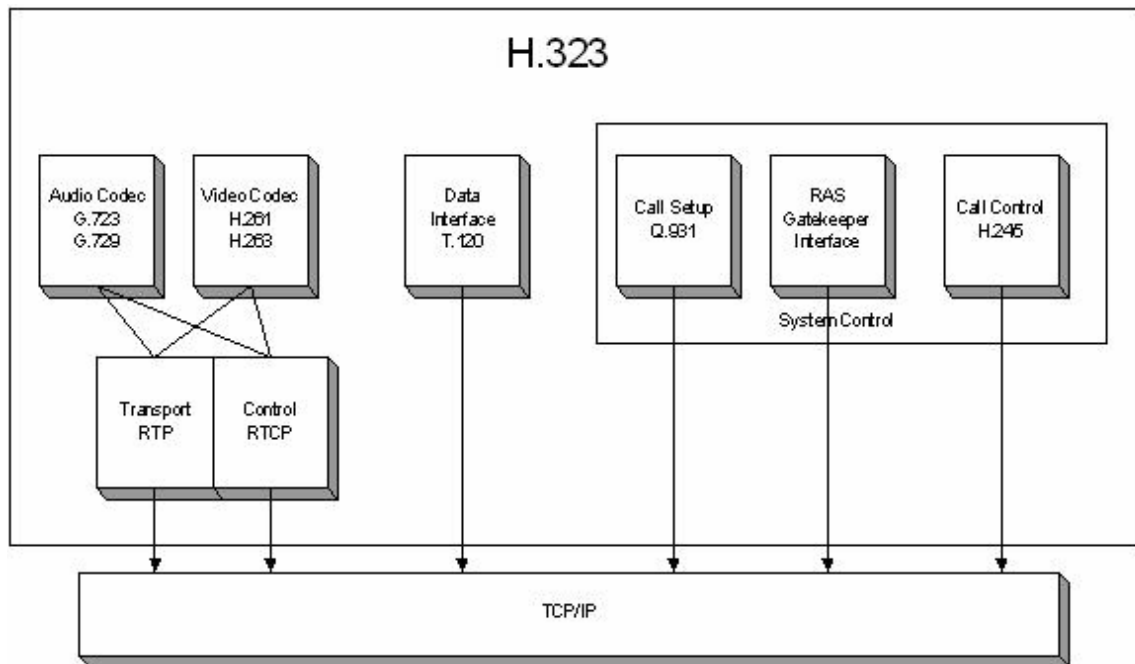 H.323
Audio Codec
G.723
G.729
Video Codec
H.261
H.263
Data
Interface
T.120
Call Setup
Q.931
RAS
Gatekeeper
Interface
Call Control
H.245
System Control
Transport
RTP
Control
RTCP
TCP/IP